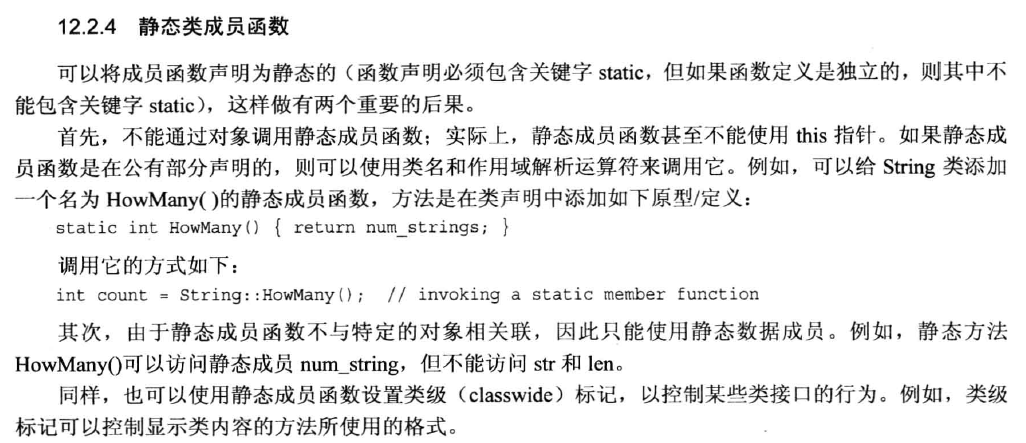 12.2.4 静态类成员函数
可以将成员函数声明为静态的（函数声明必须包含关键字 static，但如果函数定义是独立的，则其中不
能包含关键字 static），这样做有两个重要的后果。
首先，不能通过对象调用静态成员函数；实际上，静态成员函数甚至不能使用 this 指针。如果静态成
员函数是在公有部分声明的，则可以使用类名和作用域解析运算符来调用它。例如，可以给 String 类添加
一个名为 HowMany( )的静态成员函数，方法是在类声明中添加如下原型/定义：
static int HowMany() { return num_strings; }
调用它的方式如下：
int count = String::HowMany(); // invoking a static member function
其次，由于静态成员函数不与特定的对象相关联，因此只能使用静态数据成员。例如，静态方法
HowMany()可以访问静态成员 num_string，但不能访问 str 和 len。
同样，也可以使用静态成员函数设置类级（classwide）标记，以控制某些类接口的行为。例如，类级
标记可以控制显示类内容的方法所使用的格式。